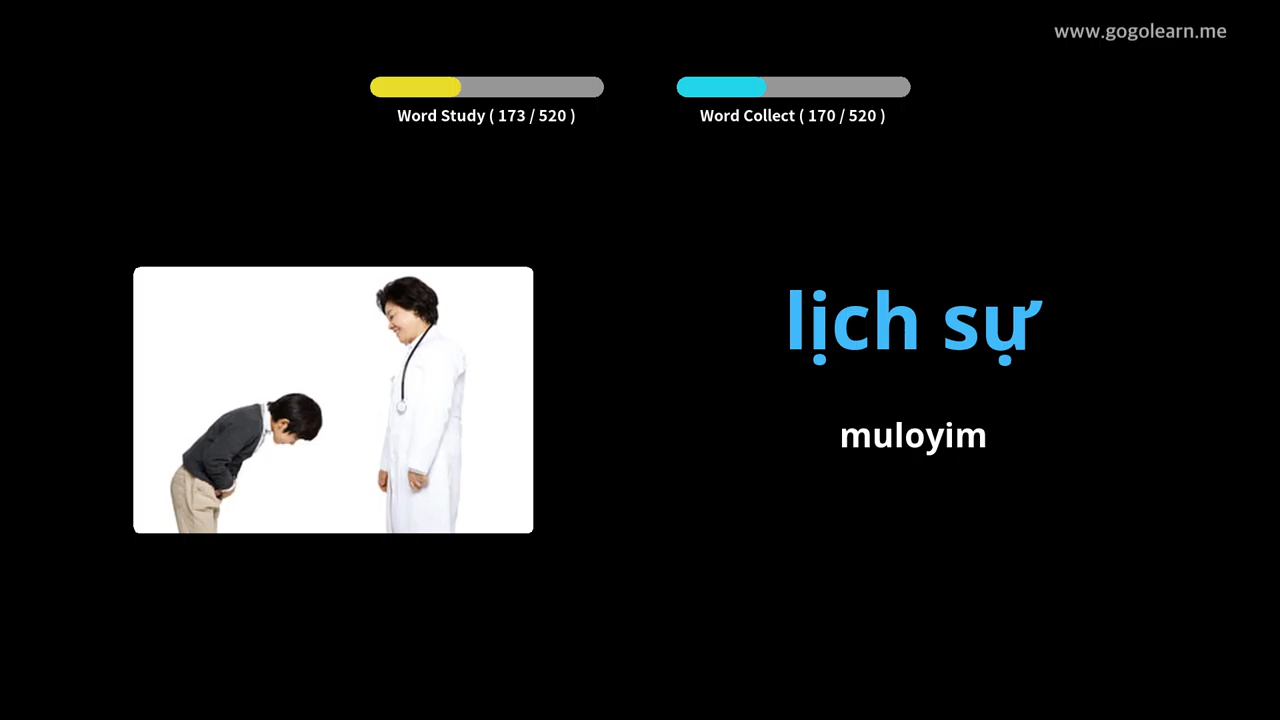 www.gogolearn.me
Word Study ( 173 / 520 )
Word Collect ( 170 / 520 )
lịch sự
muloyim